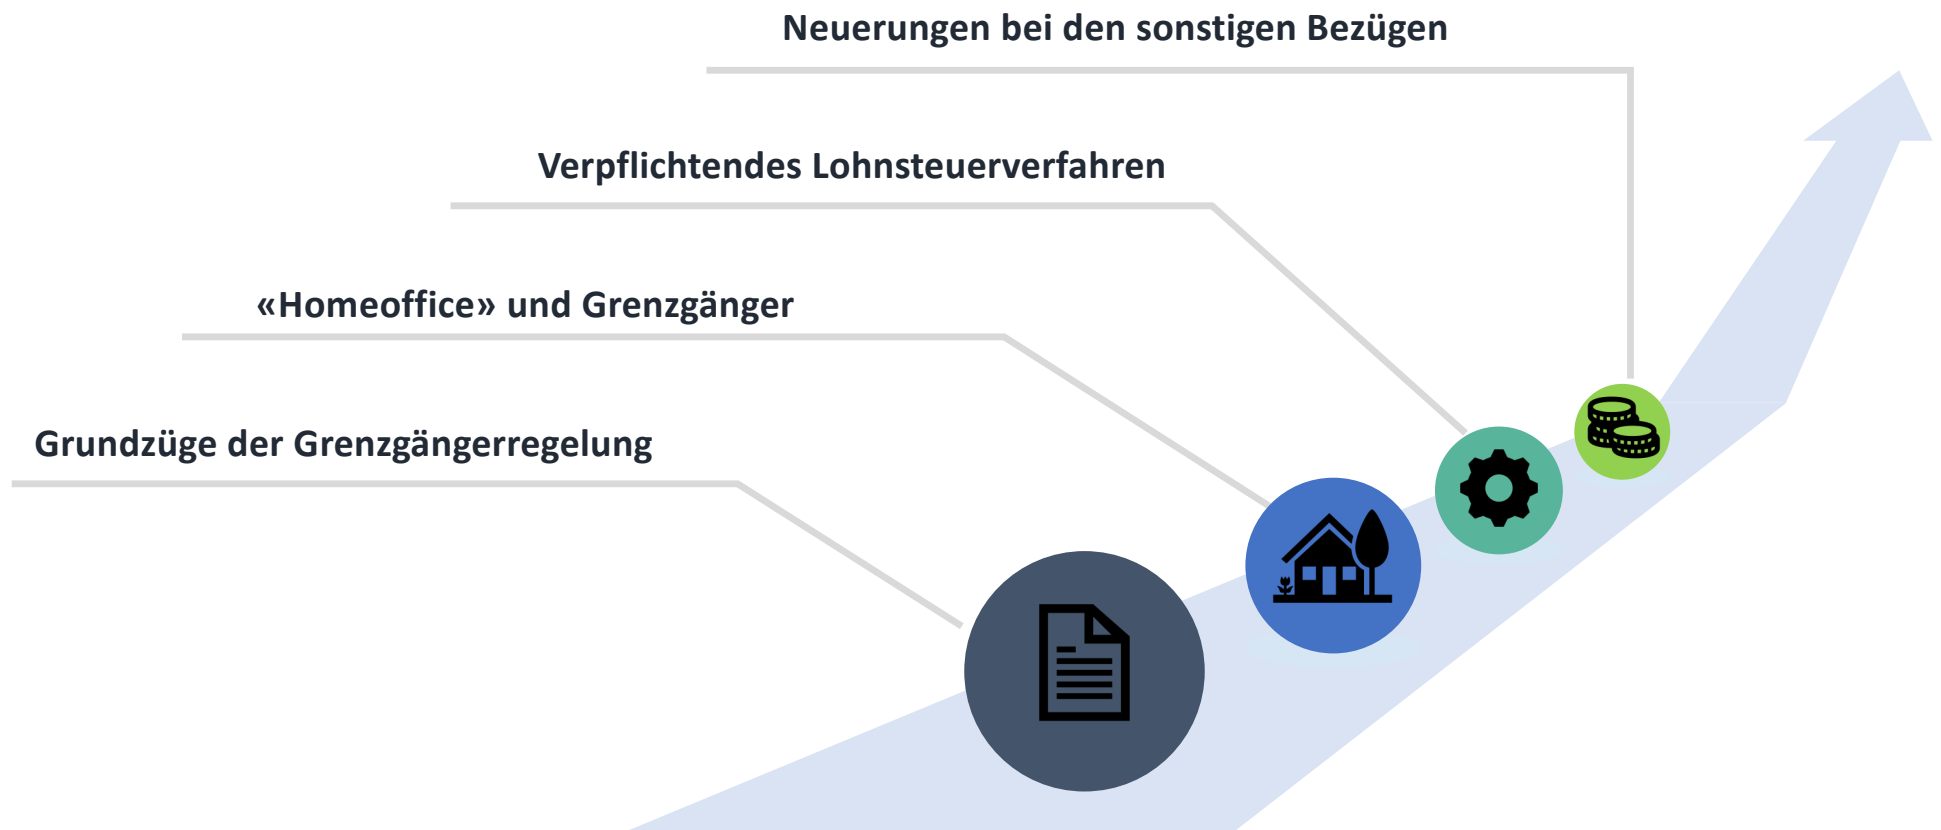 Neuerungen bei den sonstigen Bezügen
Verpflichtendes Lohnsteuerverfahren
«Homeoffice» und Grenzgänger
Grundzüge der Grenzgängerregelung